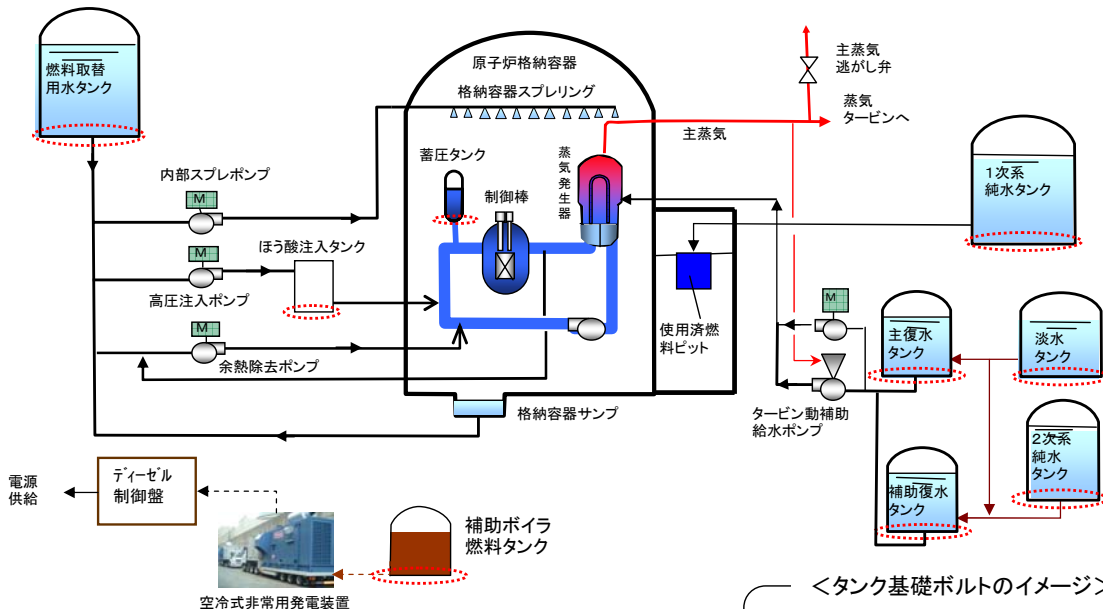 燃料取替
用水タンク
原子炉格納容器
格納容器スプレリング
主蒸気
逃がし弁
蒸気
タービンへ
主蒸気
1次系
純水タンク
内部スプレポンプ
M
蓄圧タンク
制御棒
蒸気発生器
ほう酸注入タンク
M
高圧注入ポンプ
使用済燃
料ピット
M
M
余熱除去ポンプ
主復水
タンク
淡水
タンク
格納容器サンプ
タービン動補助
給水ポンプ
2次系
純水
タンク
補助復水
タンク
電源
供給
ディーゼル
制御盤
補助ボイラ
燃料タンク
空冷式非常用発電装置
<タンク基礎ボルトのイメージ>